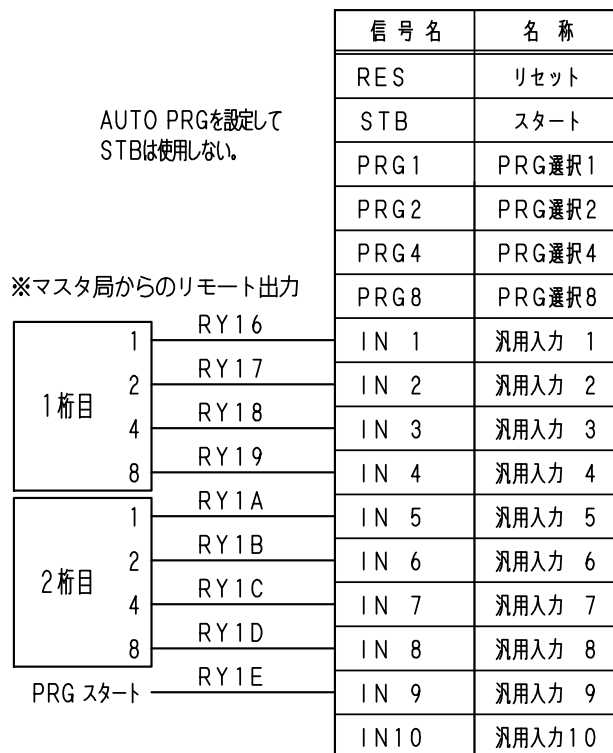 信号名 名称
RES リセット
STB スタート
PRG1 PRG選択1
PRG2 PRG選択2
PRG4 PRG選択4
PRG8 PRG選択8
IN 1 汎用入力 1
IN 2 汎用入力 2
IN 3 汎用入力 3
IN 4 汎用入力 4
IN 5 汎用入力 5
IN 6 汎用入力 6
IN 7 汎用入力 7
IN 8 汎用入力 8
IN 9 汎用入力 9
IN10 汎用入力10
AUTO PRGを設定して
STBは使用しない。
※マスタ局からのリモート出力
1桁目
1 RY16
2 RY17
4 RY18
8 RY19
2桁目
1 RY1A
2 RY1B
4 RY1C
8 RY1D
PRG スタート RY1E